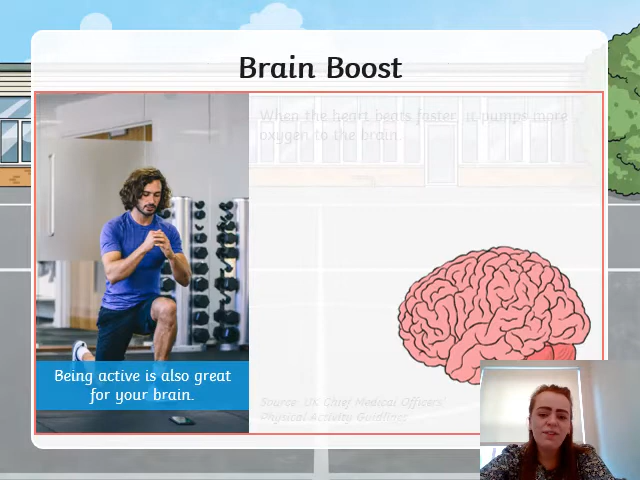 Brain Boost
When the heart beats faster, it pumps more
oxygen to the brain.
Being active is also great
for your brain.
Source: UK Chief Medical Officers'
Physical Activity Guidelines